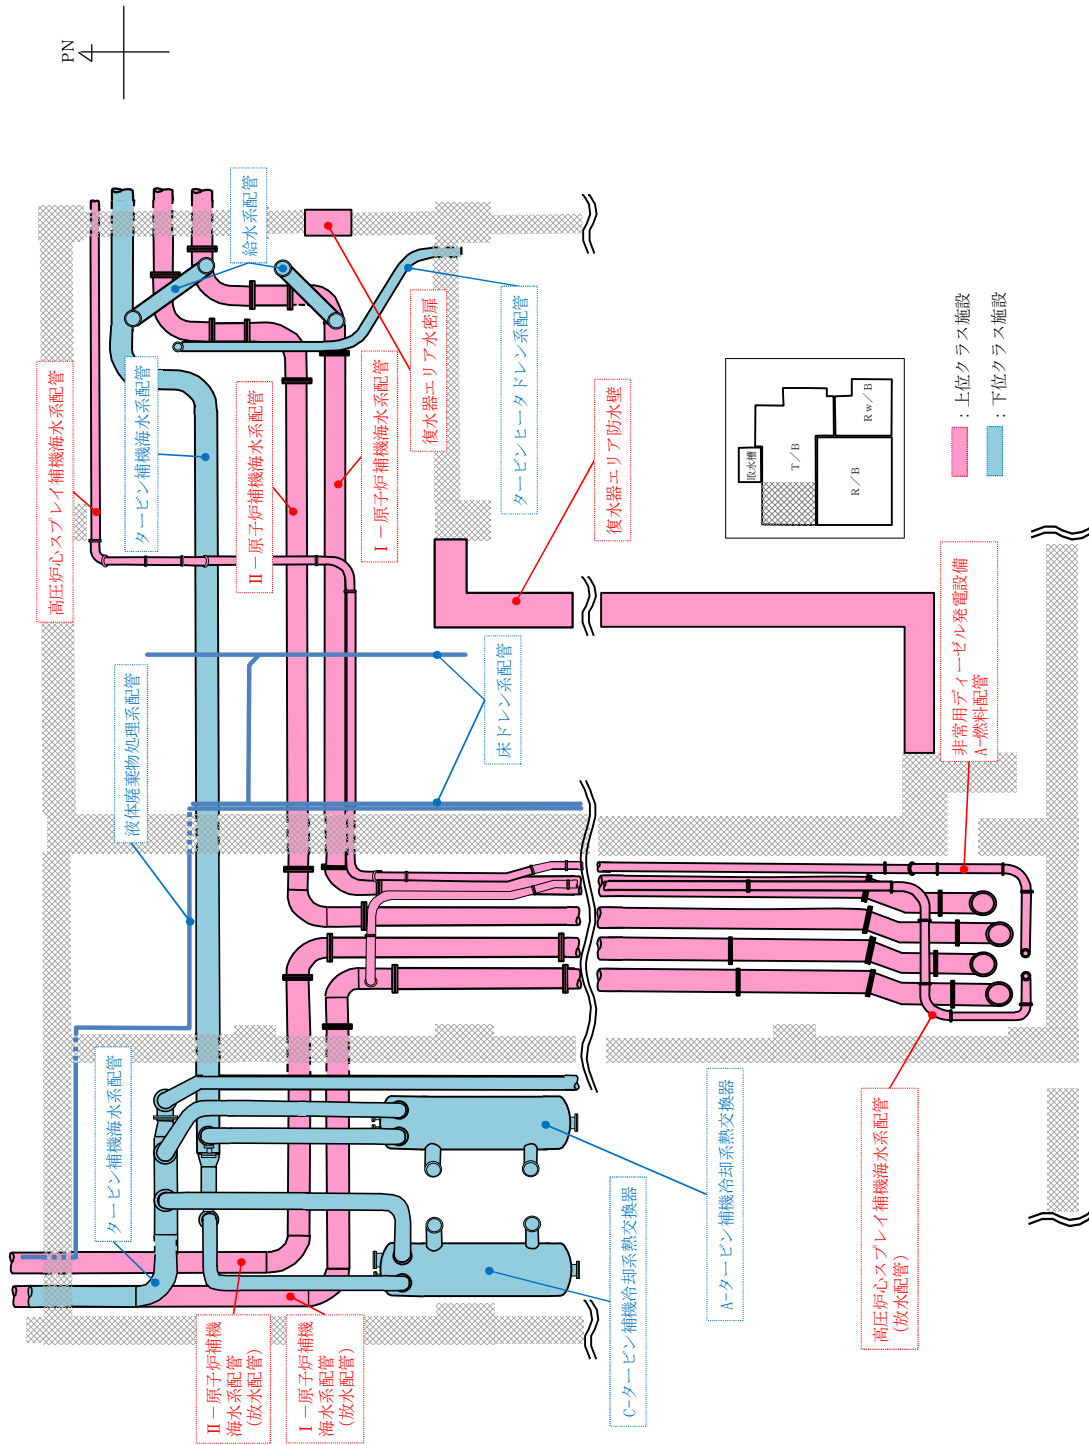 PN
給水系配管
高圧炉心スプレイ補機海水系配管
タービン補機海水系配管
Ⅱ－原子炉補機海水系配管
Ⅰ－原子炉補機海水系配管
復水器エリア水密扉
タービンヒータドレン系配管
復水器エリア防水壁
取水槽
T／B
R／B
Rw／B
：上位クラス施設
：下位クラス施設
液体廃棄物処理系配管
床ドレン系配管
非常用ディーゼル発電設備
A-燃料配管
タービン補機海水系配管
Ⅱ－原子炉補機
海水系配管
(放水配管)
Ⅰ－原子炉補機
海水系配管
(放水配管)
C-タービン補機冷却系熱交換器
A-タービン補機冷却系熱交換器
高圧炉心スプレイ補機海水系配管
(放水配管)